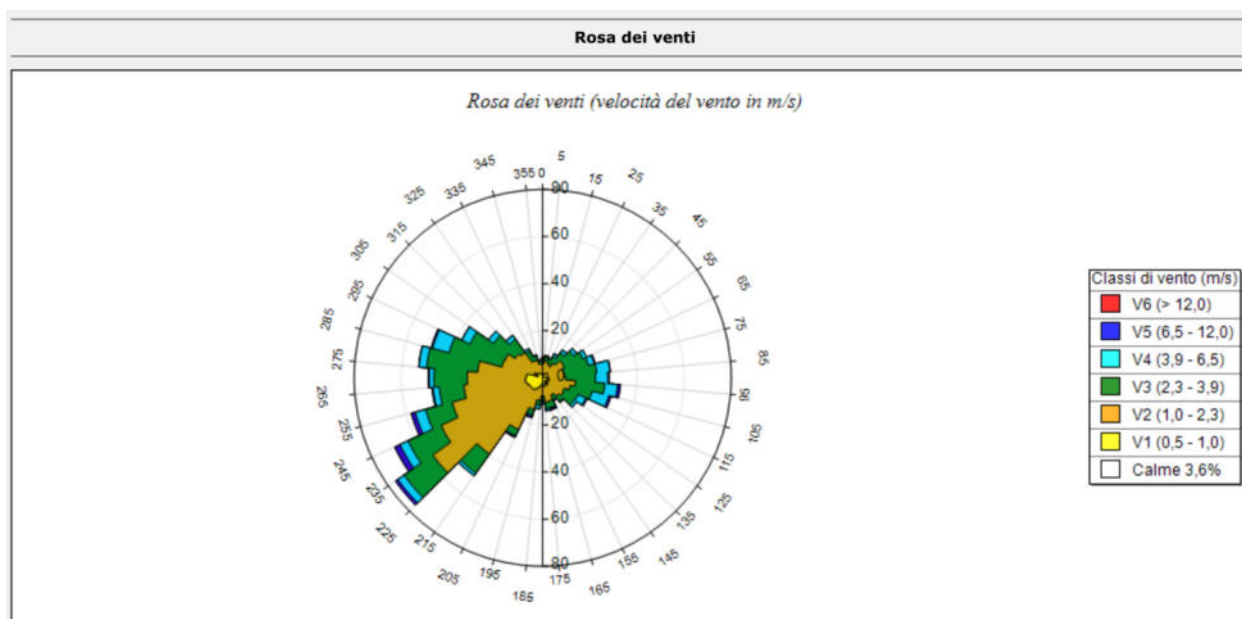 Rosa dei venti
Rosa dei venti (velocità del vento in m/s)
355 0 5
345 15
335 25
325 35
315 45
305 55
295 65
285 75
275 85
265 95
255 105
245 115
235 125
225 135
215 145
205 155
195 165
185 175
80
60
40
20
20
40
60
80
Classi di vento (m/s)
V6 (> 12,0)
V5 (6,5 - 12,0)
V4 (3,9 - 6,5)
V3 (2,3 - 3,9)
V2 (1,0 - 2,3)
V1 (0,5 - 1,0)
Calme 3,6%